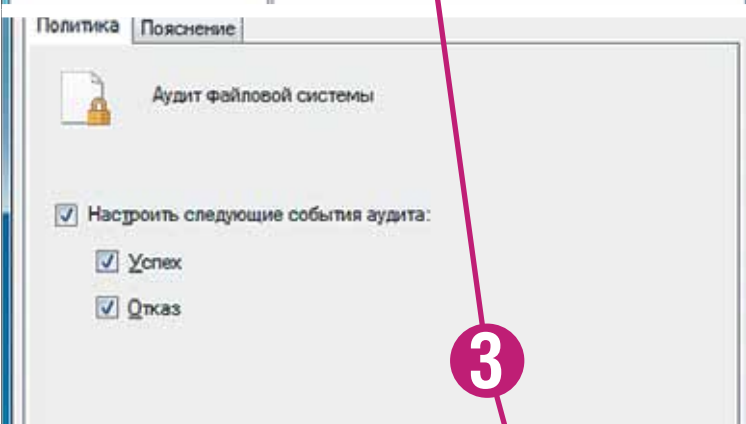 Политика Пояснение
Аудит файловой системы
Настроить следующие события аудита:
Успех
Отказ
3